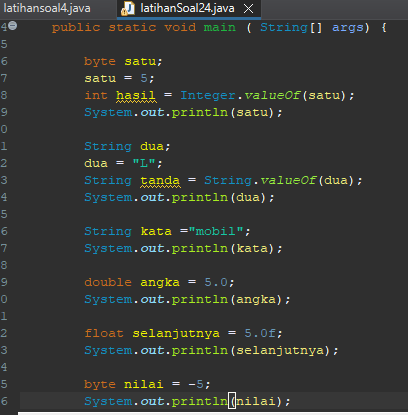 latihansoal4.java latihanSoal24.java
4 public static void main ( String[] args) {
5
6 byte satu;
7 satu = 5;
8 int hasil = Integer.valueOf(satu);
9 System.out.println(satu);
0
1 String dua;
2 dua = "L";
3 String tanda = String.valueOf(dua);
4 System.out.println(dua);
5
6 String kata ="mobil";
7 System.out.println(kata);
8
9 double angka = 5.0;
0 System.out.println(angka);
1
2 float selanjutnya = 5.0f;
3 System.out.println(selanjutnya);
4
5 byte nilai = -5;
6 System.out.println(nilai);